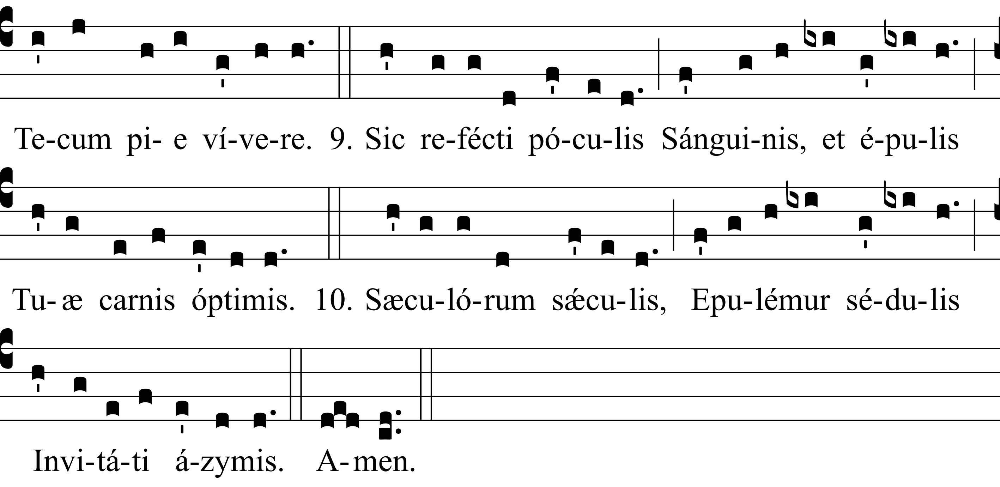 Te-cum pi- e ví-ve-re. 9. Sic re-fécti pó-cu-lis Sángui-nis, et é-pu-lis
Tu- æ carnis óptimis. 10. Sæcu-ló-rum sǽcu-lis, Epu-lémur sé-du-lis
Invi-tá-ti á-zymis. A-men.